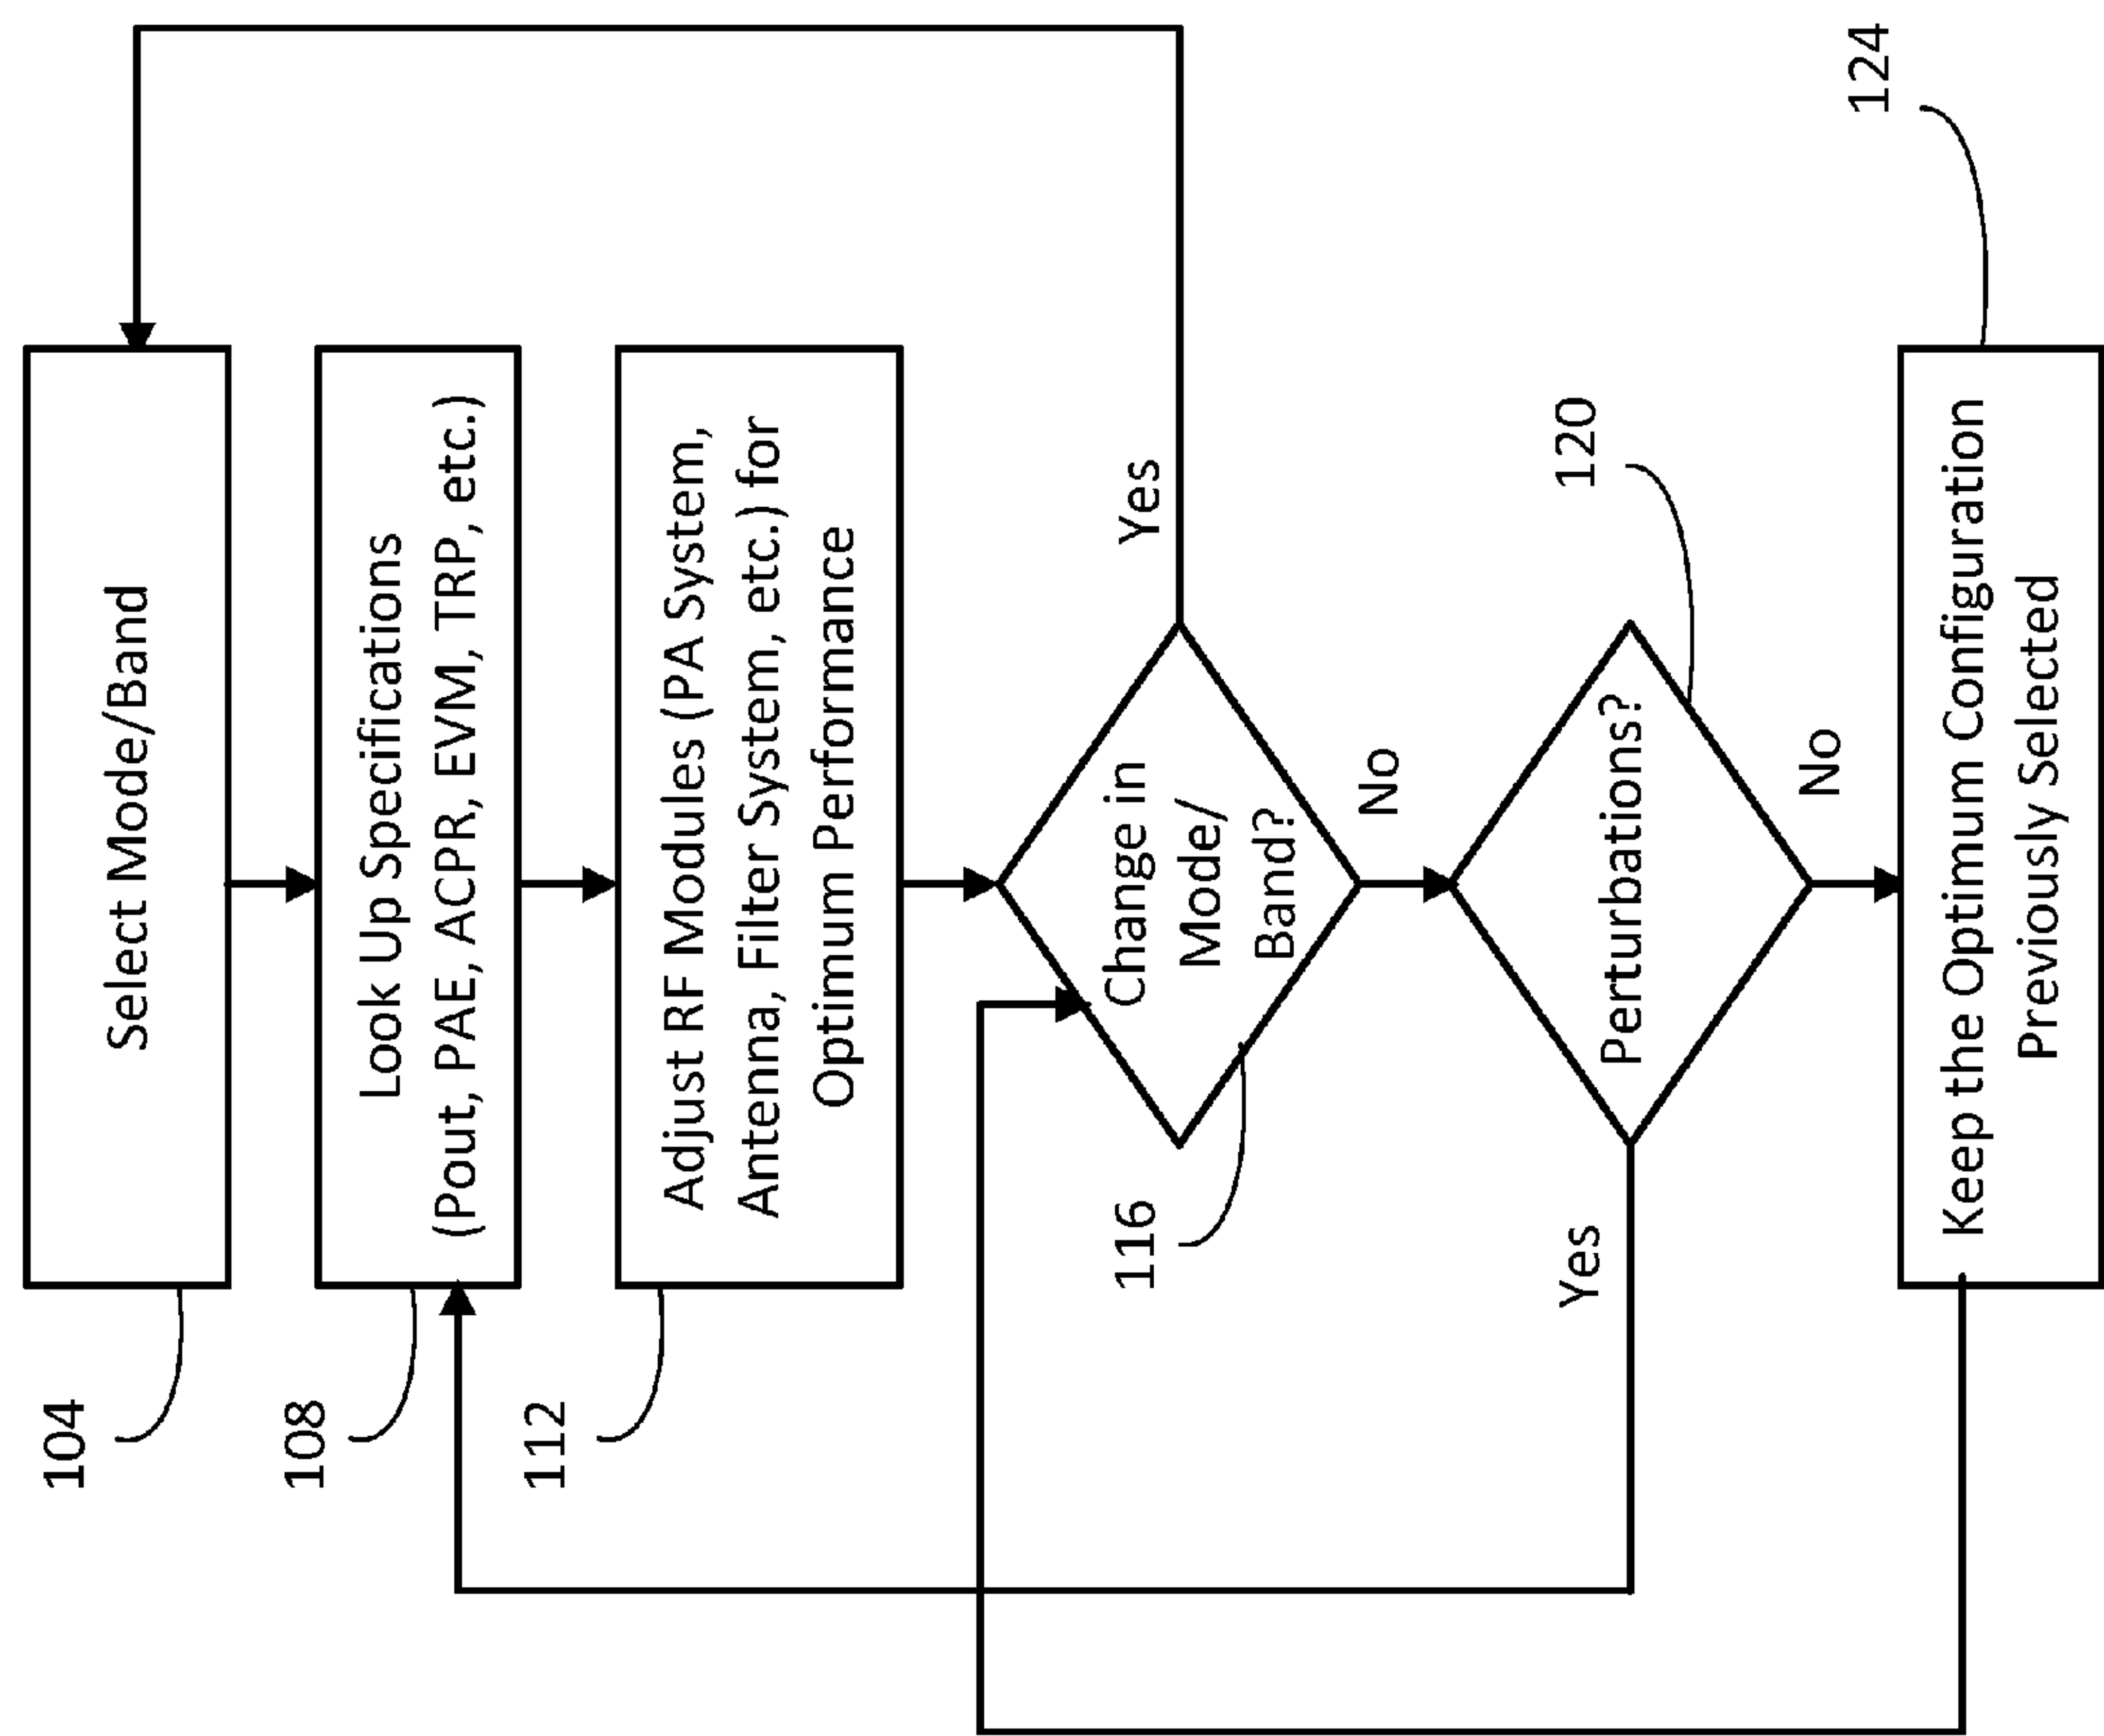 104
Select Mode/Band
108
Look Up Specifications
(Pout, PAE, ACPR, EVM, TRP, etc.)
112
Adjust RF Modules (PA System,
Antenna, Filter System, etc.) for
Optimum Performance
116
Change in
Mode/
Band?
Yes
No
120
Perturbations?
Yes
No
124
Keep the Optimum Configuration
Previously Selected